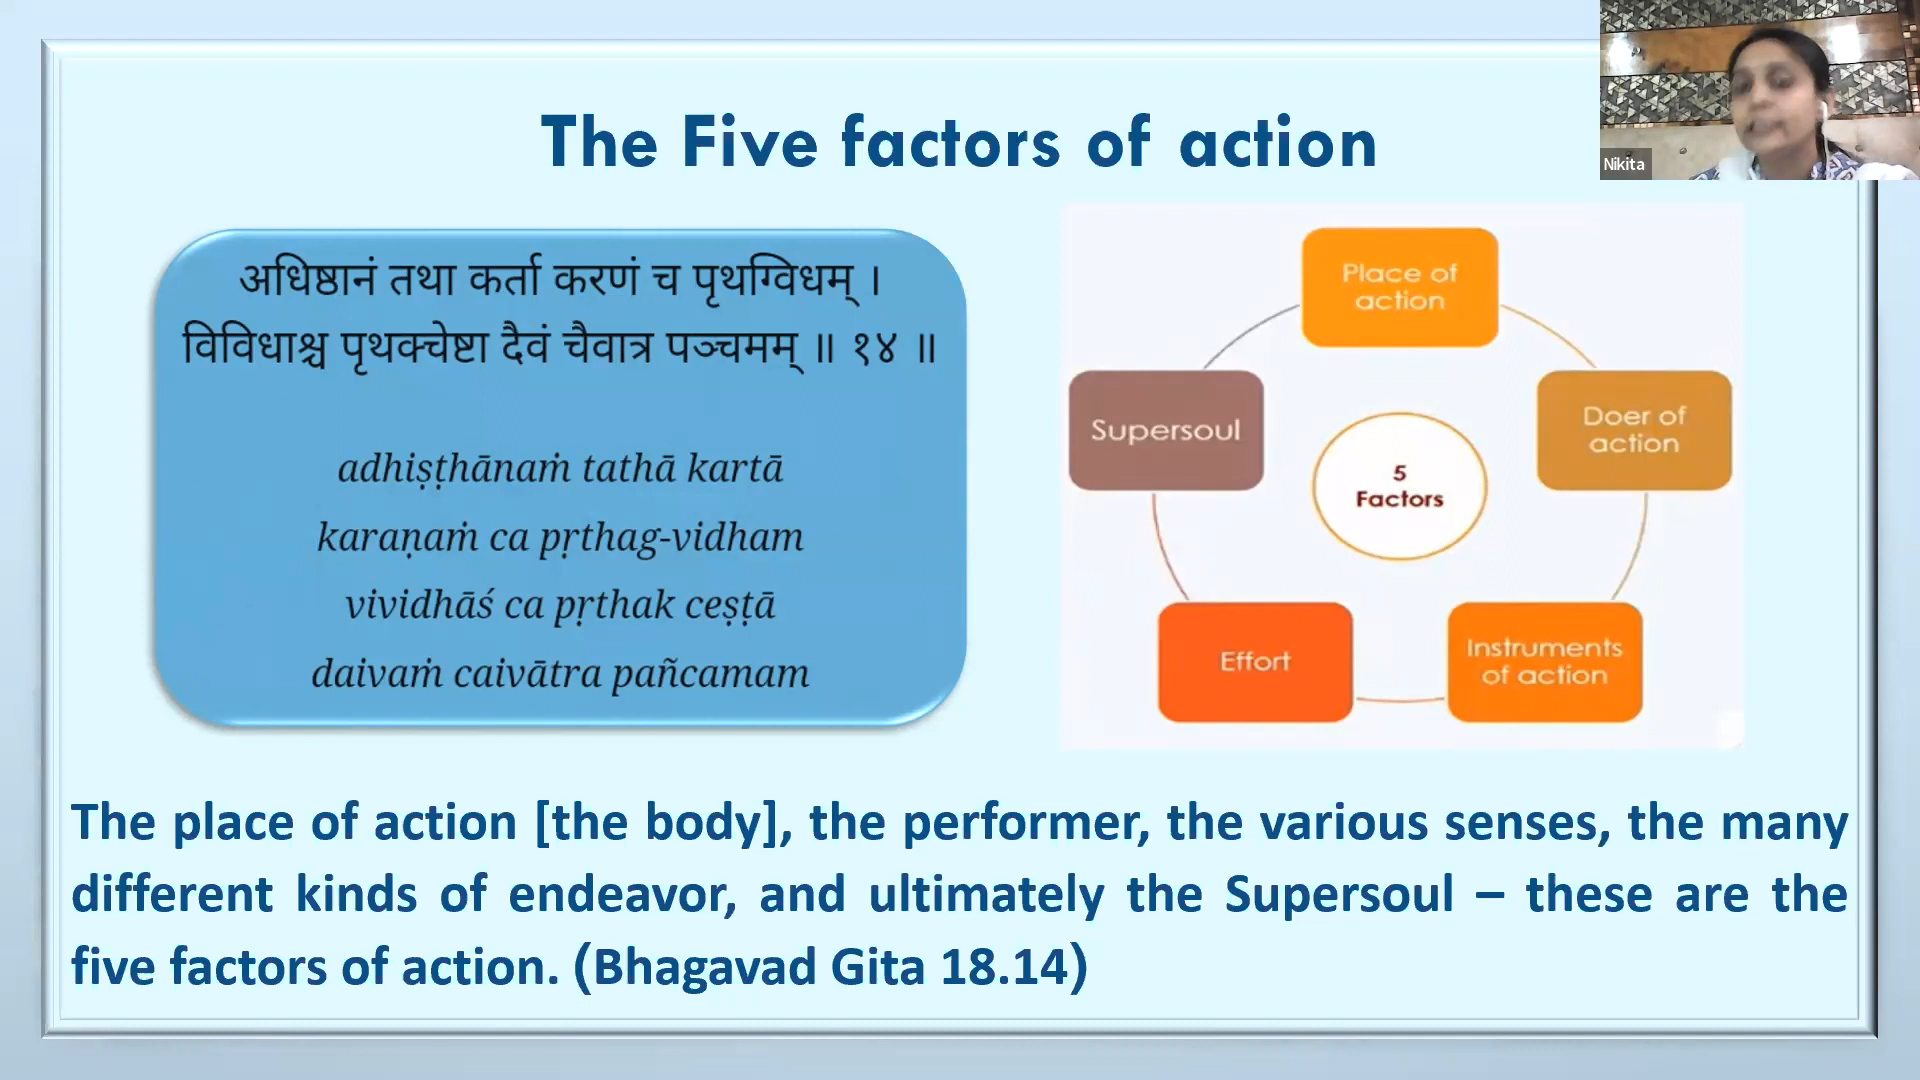 The Five factors of action
Nikita
अधिष्ठानं तथा कर्ता करणं च पृथग्विधम् ।
विविधाश्च पृथक्चेष्टा दैवं चैवात्र पञ्चमम् ॥ १४ ॥
adhiṣṭhānaṁ tathā kartā
karaṇaṁ ca pṛthag-vidham
vividhāś ca pṛthak ceṣṭā
daivaṁ caivātra pañcamam
Place of
action
Doer of
action
Instruments
of action
Effort
Supersoul
5
Factors
The place of action [the body], the performer, the various senses, the many
different kinds of endeavor, and ultimately the Supersoul – these are the
five factors of action. (Bhagavad Gita 18.14)